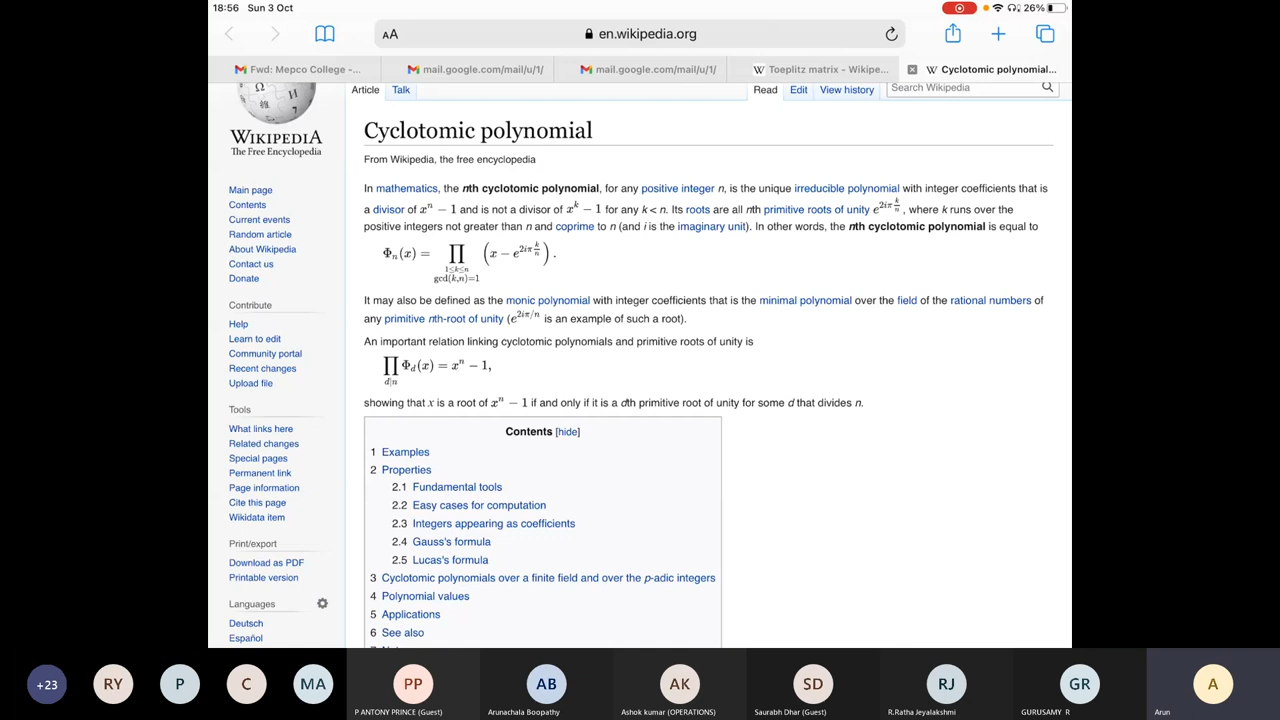 18:56 Sun 3 Oct
26%
AA
en.wikipedia.org
Fwd: Mepco College -...
mail.google.com/mail/u/1/
mail.google.com/mail/u/1/
Toeplitz matrix - Wikipe...
Cyclotomic polynomial...
WIKIPEDIA
The Free Encyclopedia
Article Talk
Read Edit View history
Search Wikipedia
Main page
Contents
Current events
Random article
About Wikipedia
Contact us
Donate
Contribute
Help
Learn to edit
Community portal
Recent changes
Upload file
Tools
What links here
Related changes
Special pages
Permanent link
Page information
Cite this page
Wikidata item
Print/export
Download as PDF
Printable version
Languages
Deutsch
Español
Cyclotomic polynomial
From Wikipedia, the free encyclopedia
In mathematics, the nth cyclotomic polynomial, for any positive integer n, is the unique irreducible polynomial with integer coefficients that is
a divisor of x^n − 1 and is not a divisor of x^k − 1 for any k < n. Its roots are all nth primitive roots of unity e^{2iπ k/n}, where k runs over the
positive integers not greater than n and coprime to n (and i is the imaginary unit). In other words, the nth cyclotomic polynomial is equal to
Φ_n(x) = ∏_{1≤k≤n gcd(k,n)=1} (x − e^{2iπ k/n}).
It may also be defined as the monic polynomial with integer coefficients that is the minimal polynomial over the field of the rational numbers of
any primitive nth-root of unity (e^{2iπ/n} is an example of such a root).
An important relation linking cyclotomic polynomials and primitive roots of unity is
∏_{d|n} Φ_d(x) = x^n − 1,
showing that x is a root of x^n − 1 if and only if it is a dth primitive root of unity for some d that divides n.
Contents [hide]
1 Examples
2 Properties
2.1 Fundamental tools
2.2 Easy cases for computation
2.3 Integers appearing as coefficients
2.4 Gauss's formula
2.5 Lucas's formula
3 Cyclotomic polynomials over a finite field and over the p-adic integers
4 Polynomial values
5 Applications
6 See also
+23
RY
P
C
MA
PP
P ANTONY PRINCE (Guest)
AB
Arunachala Boopathy
AK
Ashok kumar (OPERATIONS)
SD
Saurabh Dhar (Guest)
RJ
R.Ratha Jeyalakshmi
GR
GURUSAMY R
A
Arun